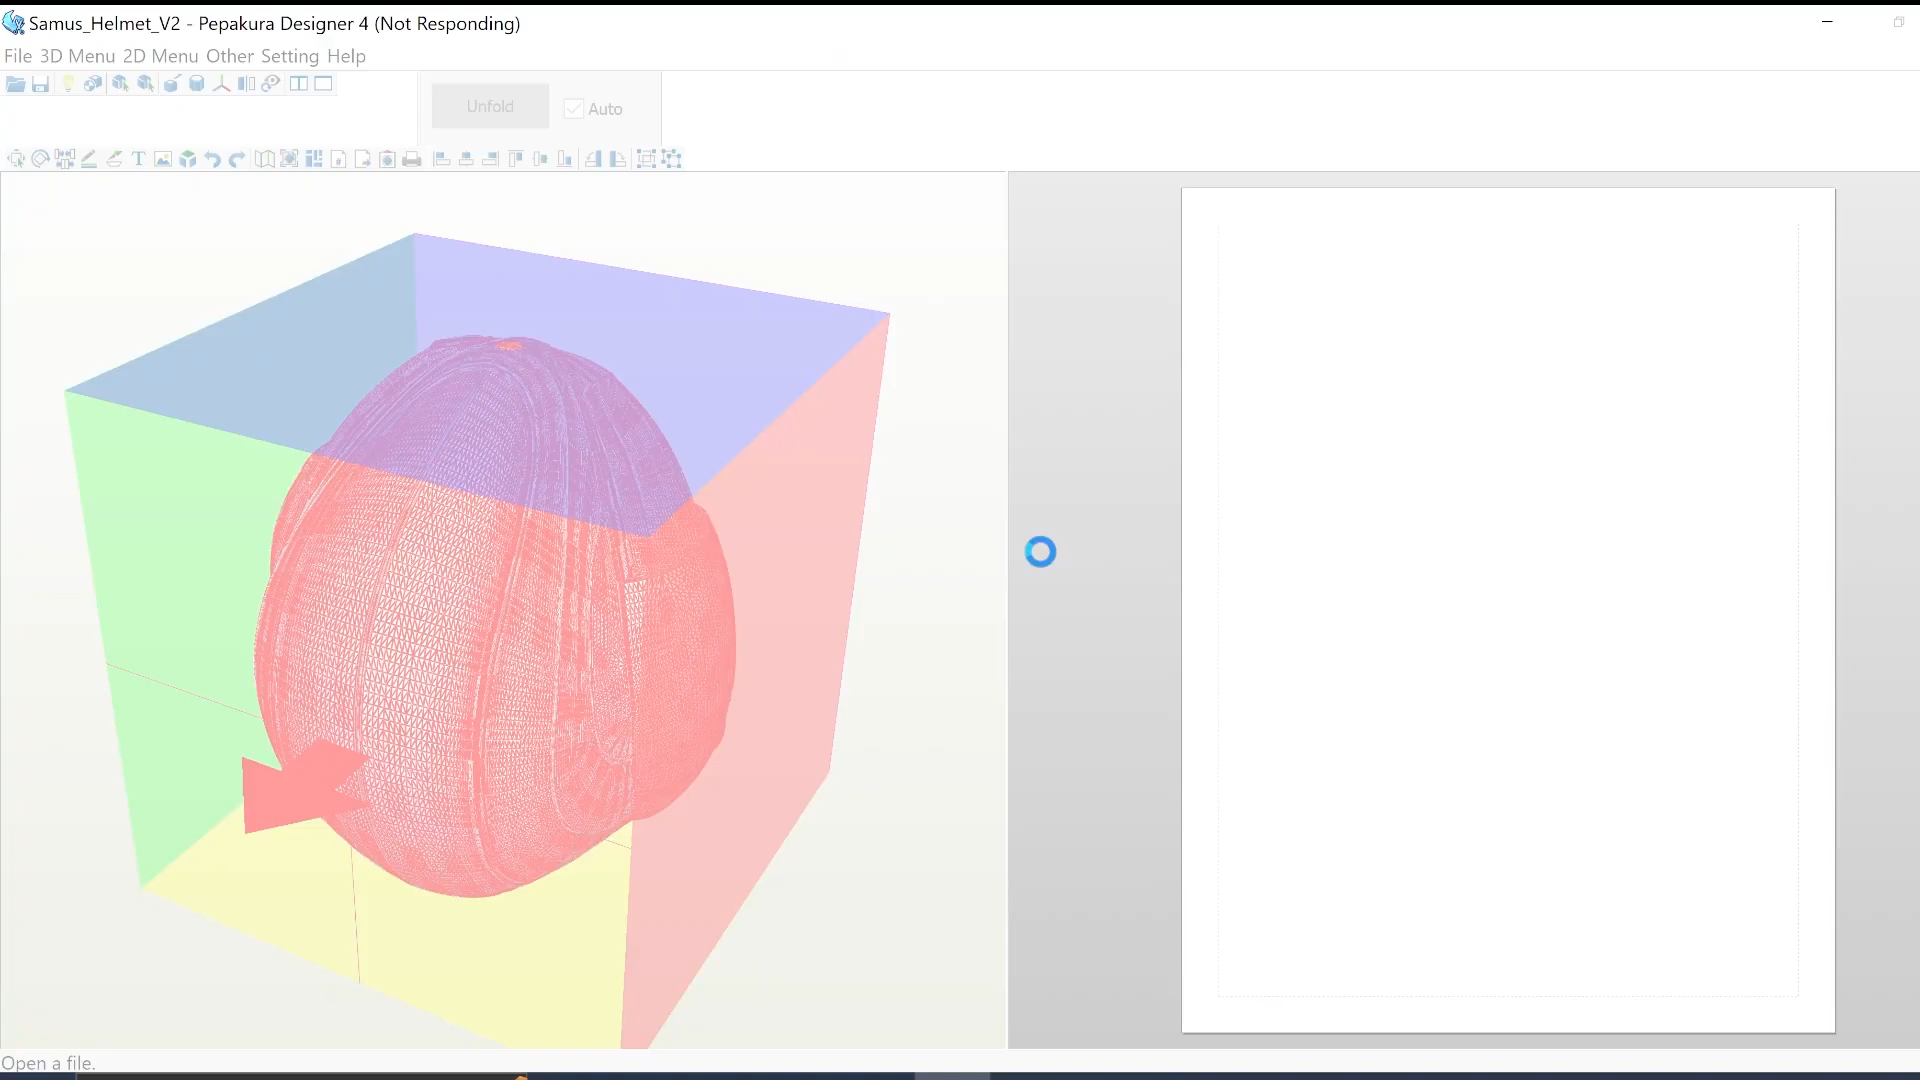 Samus_Helmet_V2 - Pepakura Designer 4 (Not Responding)
File 3D Menu 2D Menu Other Setting Help
Unfold
Auto
T
Open a file.